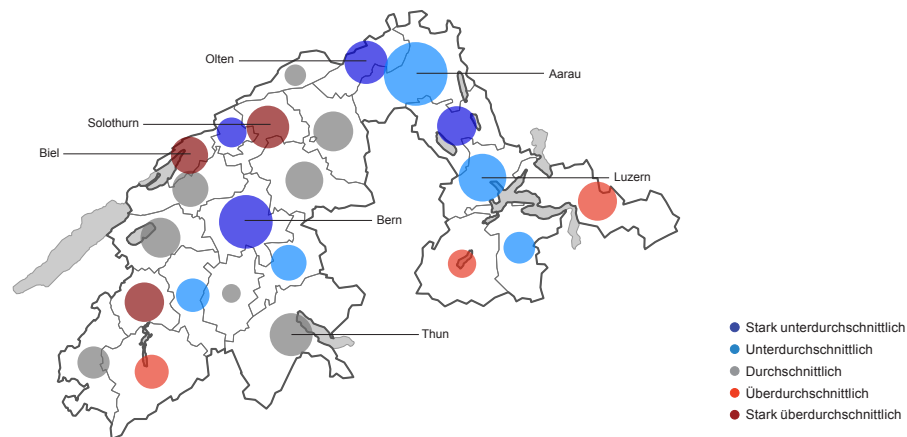 Olten
Aarau
Solothurn
Biel
Luzern
Bern
Thun
Stark unterdurchschnittlich
Unterdurchschnittlich
Durchschnittlich
Überdurchschnittlich
Stark überdurchschnittlich